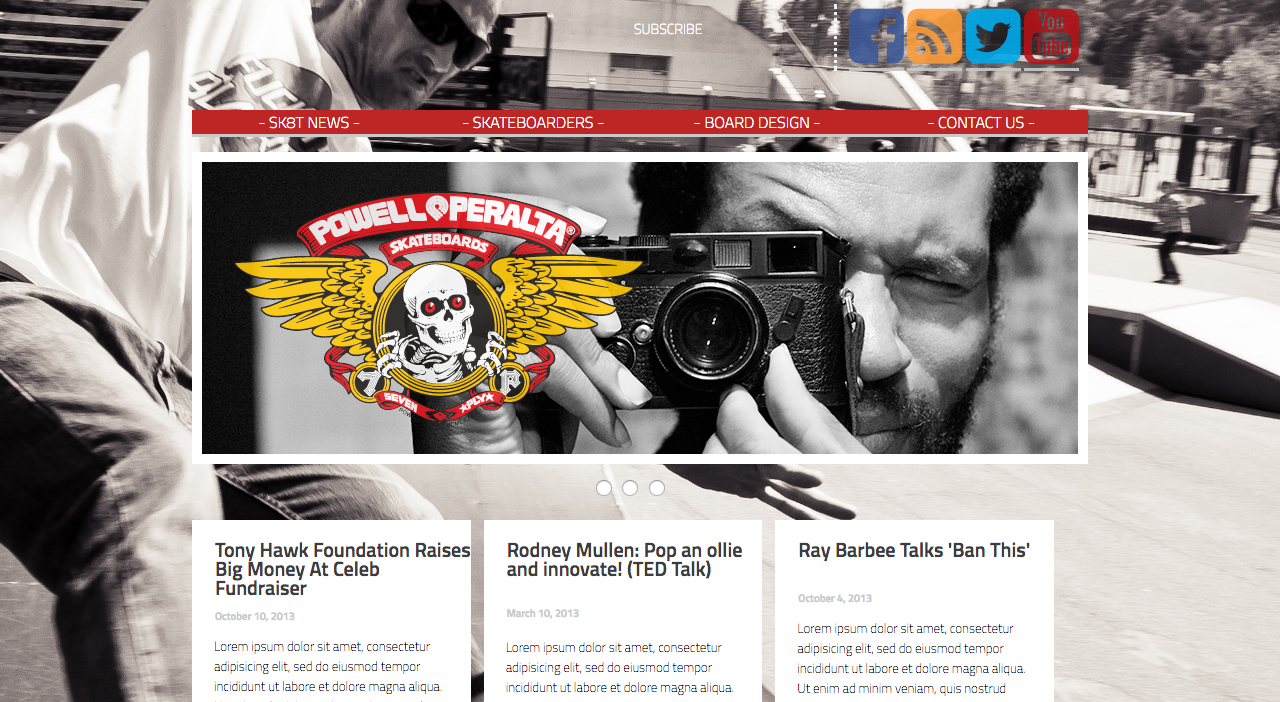 SUBSCRIBE
You
Tube
– SK8T NEWS –
– SKATEBOARDERS –
– BOARD DESIGN –
– CONTACT US –
POWELL PERALTA®
SKATEBOARDS
SEVEN PLY
Tony Hawk Foundation Raises
Big Money At Celeb
Fundraiser
October 10, 2013
Lorem ipsum dolor sit amet, consectetur
adipisicing elit, sed do eiusmod tempor
incididunt ut labore et dolore magna aliqua.
Rodney Mullen: Pop an ollie
and innovate! (TED Talk)
March 10, 2013
Lorem ipsum dolor sit amet, consectetur
adipisicing elit, sed do eiusmod tempor
incididunt ut labore et dolore magna aliqua.
Ray Barbee Talks 'Ban This'
October 4, 2013
Lorem ipsum dolor sit amet, consectetur
adipisicing elit, sed do eiusmod tempor
incididunt ut labore et dolore magna aliqua.
Ut enim ad minim veniam, quis nostrud